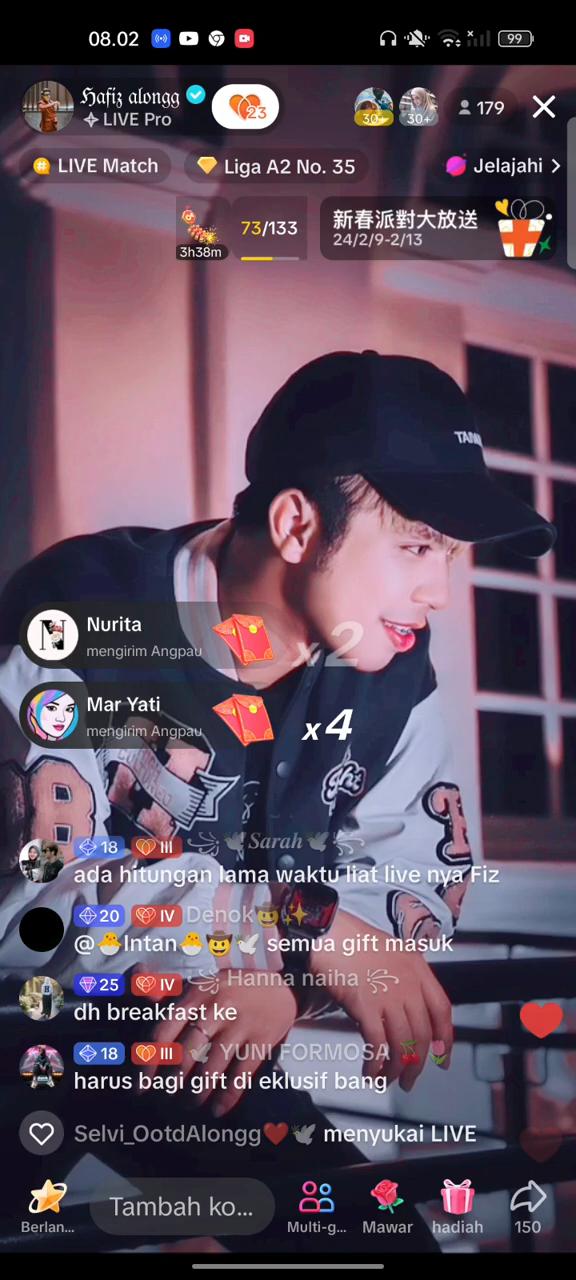 08.02
99
Hafiz alongg
LIVE Pro
23
30+
30+
179
LIVE Match
Liga A2 No. 35
Jelajahi
3h38m
73/133
新春派對大放送
24/2/9-2/13
Nurita
mengirim Angpau
x2
Mar Yati
mengirim Angpau
x4
18 III Sarah
ada hitungan lama waktu liat live nya Fiz
20 IV Denok🤠✨
@🐣Intan🐣🤠🕊 semua gift masuk
25 IV Hanna naiha
dh breakfast ke
18 III 🕊 YUNI FORMOSA 🍒🌷
harus bagi gift di eklusif bang
Selvi_OotdAlongg❤️🕊 menyukai LIVE
Berlan...
Tambah ko...
Multi-g...
Mawar
hadiah
150